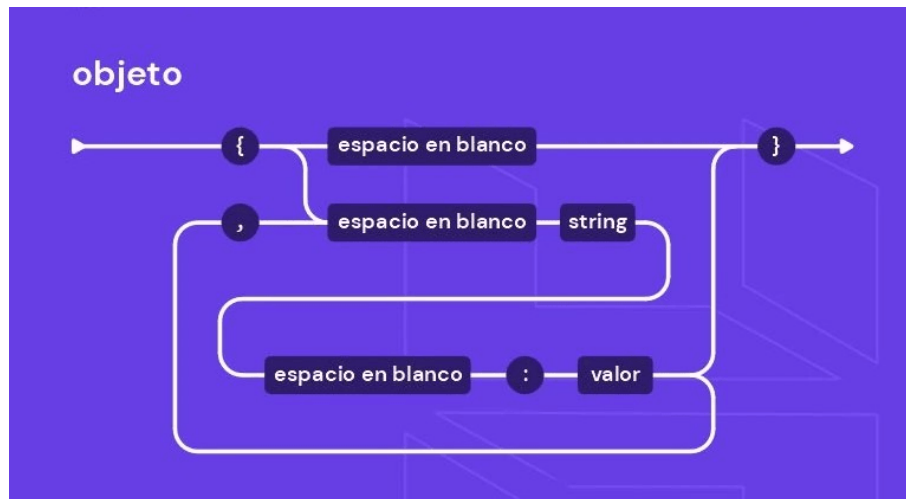 objeto
{ espacio en blanco }
, espacio en blanco string
espacio en blanco : valor